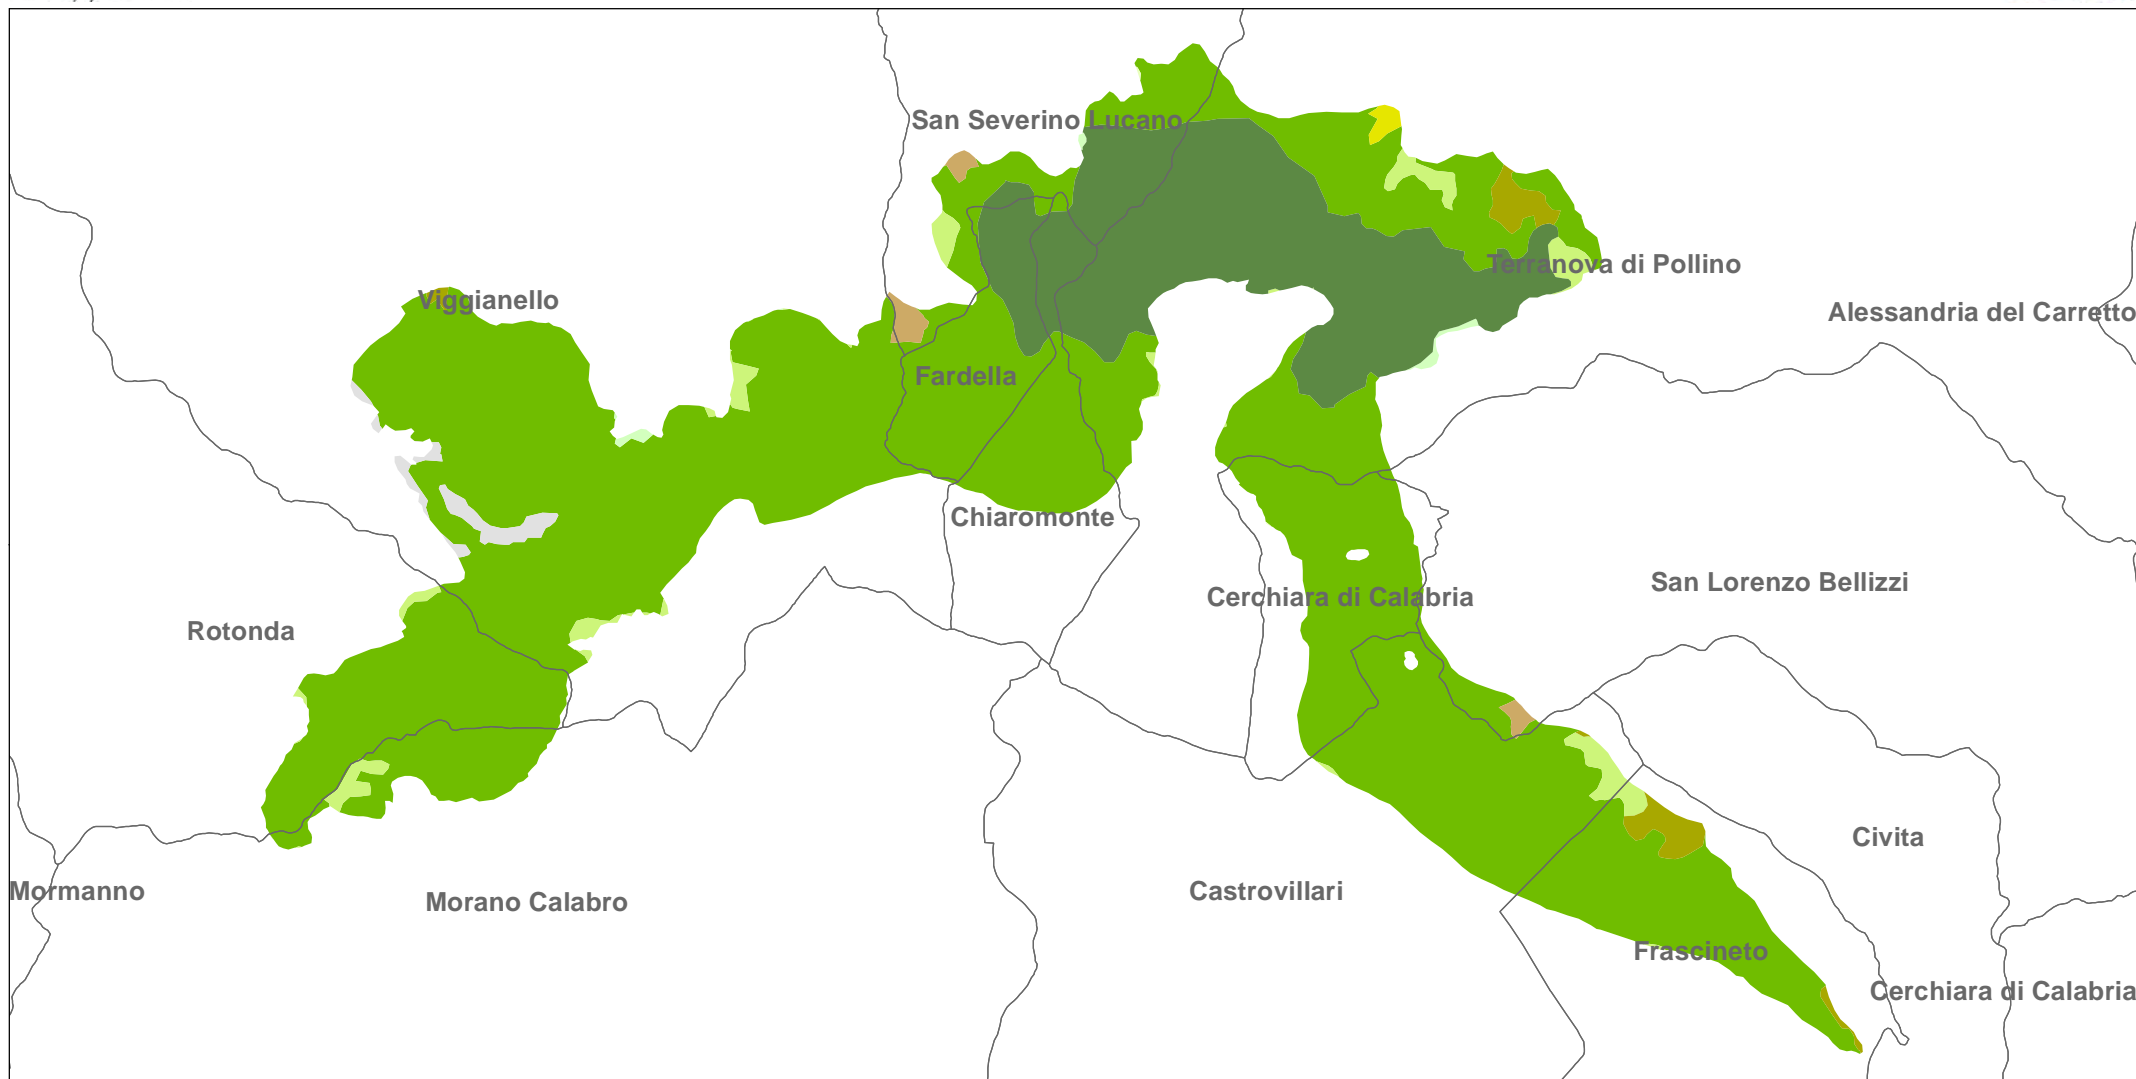 San Severino Lucano
Terranova di Pollino
Viggianello
Alessandria del Carretto
Fardella
Chiaromonte
San Lorenzo Bellizzi
Cerchiara di Calabria
Rotonda
Civita
Mormanno
Castrovillari
Morano Calabro
Frascineto
Cerchiara di Calabria